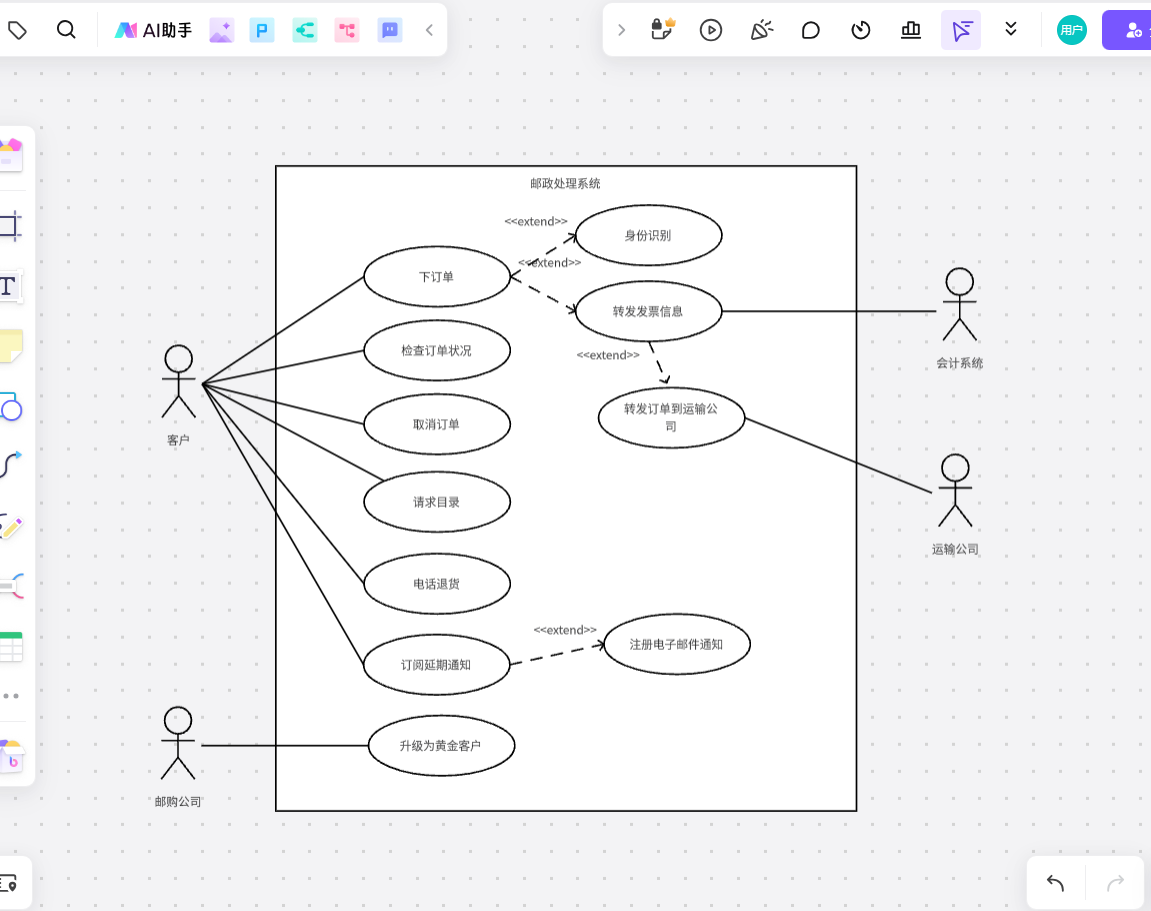 AI助手
P
用户
T
邮政处理系统
<<extend>>
身份识别
<<extend>>
下订单
转发发票信息
会计系统
检查订单状况
<<extend>>
转发订单到运输公
司
客户
取消订单
请求目录
运输公司
电话退货
<<extend>>
注册电子邮件通知
订阅延期通知
升级为黄金客户
邮购公司
b